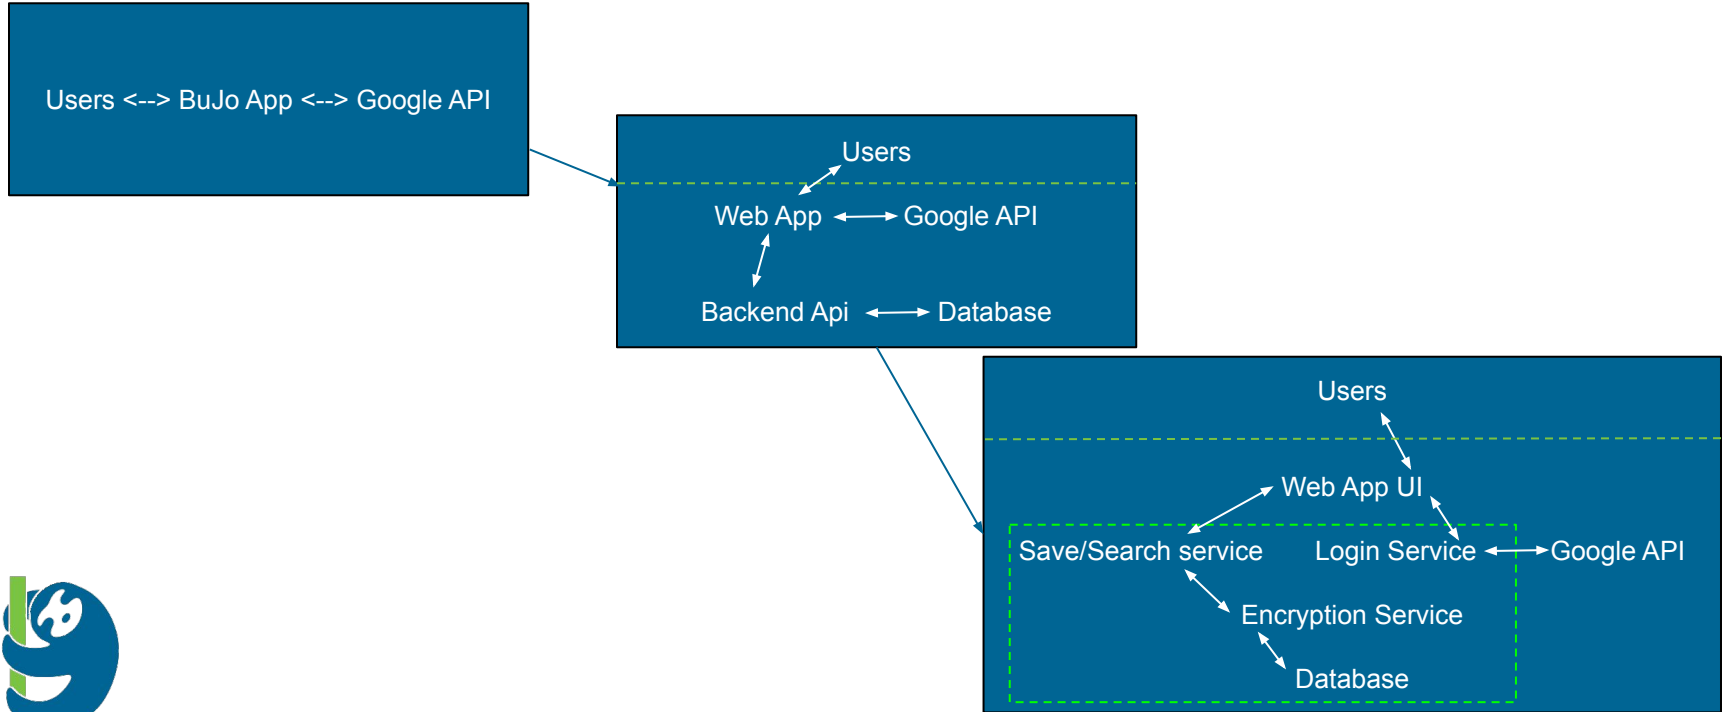 Users <--> BuJo App <--> Google API
Users
Web App
Google API
Backend Api
Database
Users
Web App UI
Save/Search service
Login Service
Google API
Encryption Service
Database